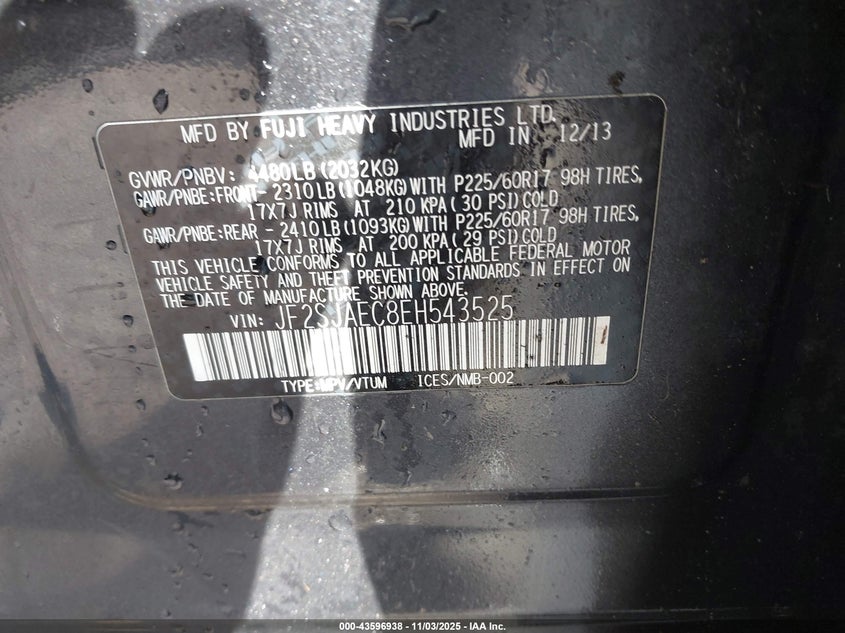 MFD BY FUJI HEAVY INDUSTRIES LTD.
MFD IN 12/13
GVWR/PNBV: 4480LB(2032KG)
GAWR/PNBE:FRONT- 2310LB(1048KG)WITH P225/60R17 98H TIRES,
17X7J RIMS AT 210 KPA(30 PSI)COLD
GAWR/PNBE:REAR - 2410LB(1093KG)WITH P225/60R17 98H TIRES,
17X7J RIMS AT 200 KPA(29 PSI)COLD
THIS VEHICLE CONFORMS TO ALL APPLICABLE FEDERAL MOTOR
VEHICLE SAFETY AND THEFT PREVENTION STANDARDS IN EFFECT ON
THE DATE OF MANUFACTURE SHOWN ABOVE.
VIN: JF2SJAEC8EH543525
TYPE:MPV/VTUM ICES/NMB-002
000-43596938 - 11/03/2025 - IAA Inc.